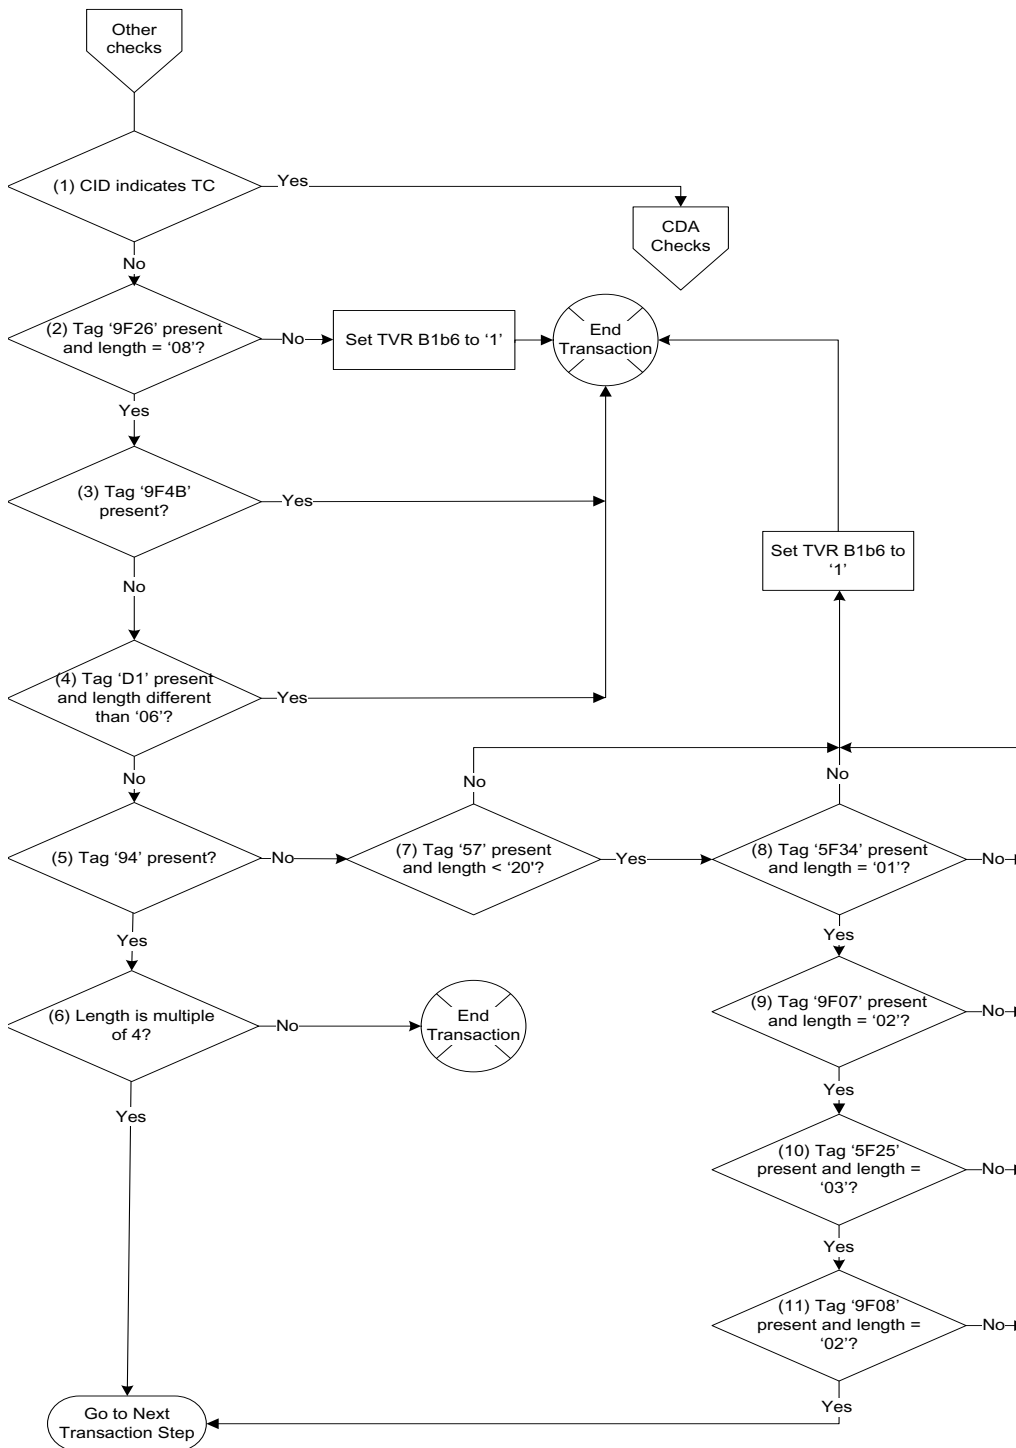 Other
checks
(1) CID indicates TC
Yes
CDA
Checks
No
(2) Tag ‘9F26’ present
and length = ‘08’?
No
Set TVR B1b6 to ‘1’
End
Transaction
Yes
(3) Tag ‘9F4B’
present?
Yes
Set TVR B1b6 to
‘1’
No
(4) Tag ‘D1’ present
and length different
than ‘06’?
Yes
No
No
No
(5) Tag ‘94’ present?
No
(7) Tag ‘57’ present
and length < ‘20’?
Yes
(8) Tag ‘5F34’ present
and length = ‘01’?
No
Yes
Yes
(6) Length is multiple
of 4?
No
End
Transaction
(9) Tag ‘9F07’ present
and length = ‘02’?
No
Yes
Yes
(10) Tag ‘5F25’
present and length =
‘03’?
No
Yes
(11) Tag ‘9F08’
present and length =
‘02’?
No
Yes
Go to Next
Transaction Step